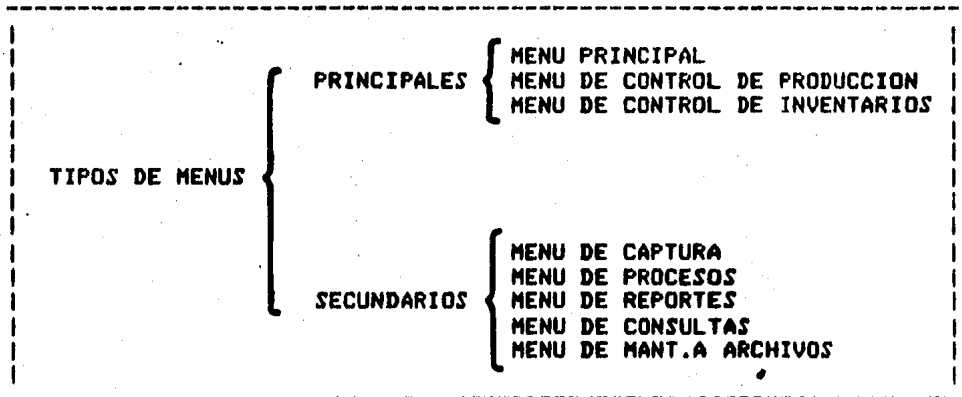 MENU PRINCIPAL
PRINCIPALES MENU DE CONTROL DE PRODUCCION
MENU DE CONTROL DE INVENTARIOS
TIPOS DE MENUS
MENU DE CAPTURA
MENU DE PROCESOS
SECUNDARIOS MENU DE REPORTES
MENU DE CONSULTAS
MENU DE MANT.A ARCHIVOS